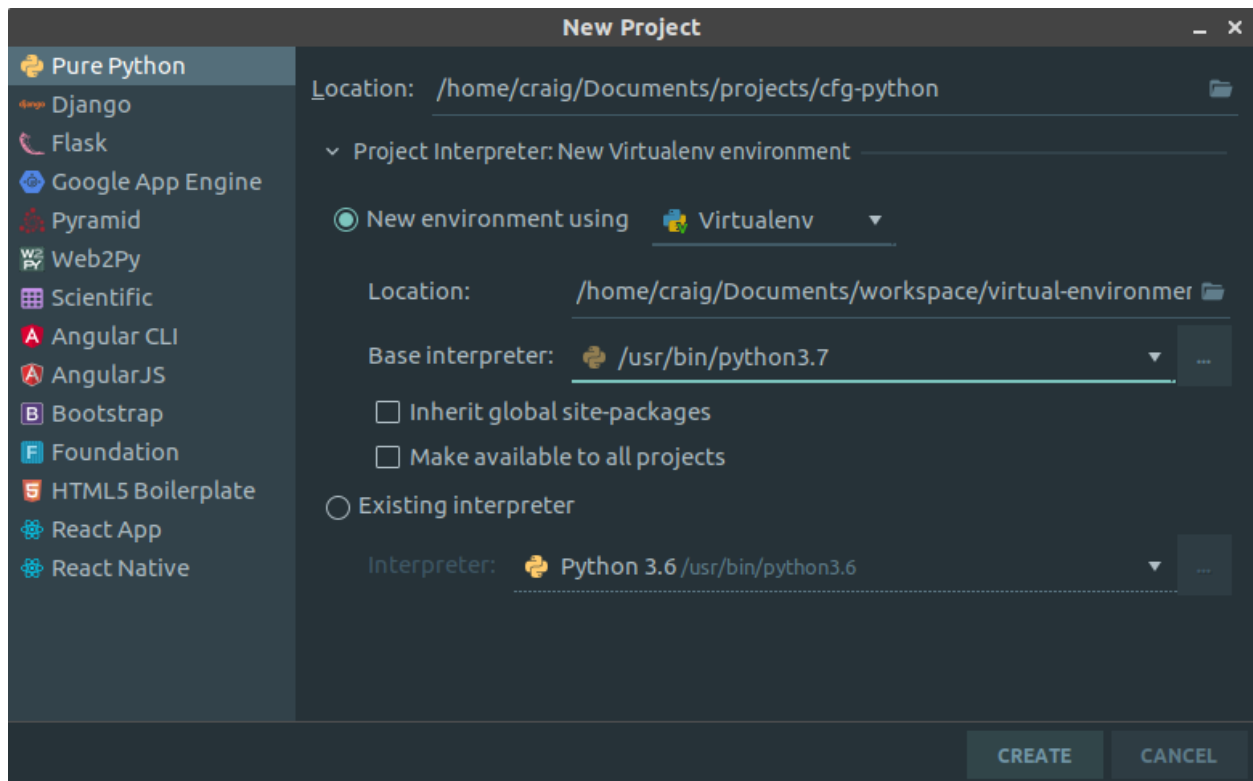 New Project
Pure Python
django Django
Flask
Google App Engine
Pyramid
W2PY Web2Py
Scientific
A Angular CLI
A AngularJS
B Bootstrap
F Foundation
5 HTML5 Boilerplate
React App
React Native
Location: /home/craig/Documents/projects/cfg-python
Project Interpreter: New Virtualenv environment
New environment using V Virtualenv
Location: /home/craig/Documents/workspace/virtual-environmer
Base interpreter: /usr/bin/python3.7 ...
Inherit global site-packages
Make available to all projects
Existing interpreter
Interpreter: Python 3.6 /usr/bin/python3.6 ...
CREATE CANCEL